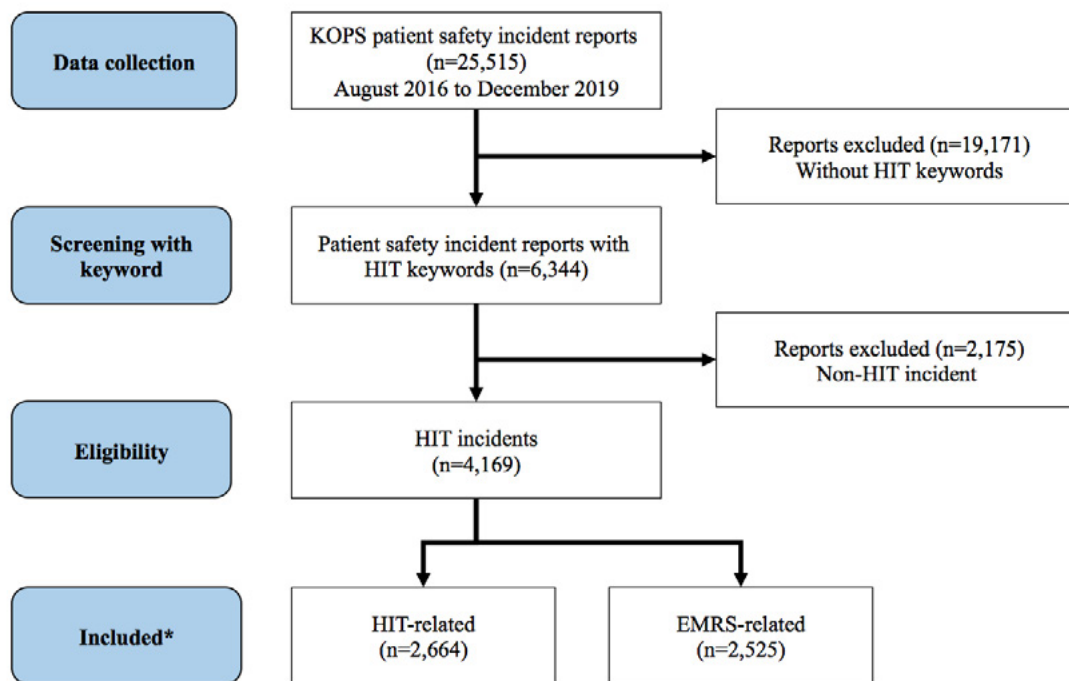 Data collection
KOPS patient safety incident reports
(n=25,515)
August 2016 to December 2019
Reports excluded (n=19,171)
Without HIT keywords
Screening with
keyword
Patient safety incident reports with
HIT keywords (n=6,344)
Reports excluded (n=2,175)
Non-HIT incident
Eligibility
HIT incidents
(n=4,169)
Included*
HIT-related
(n=2,664)
EMRS-related
(n=2,525)